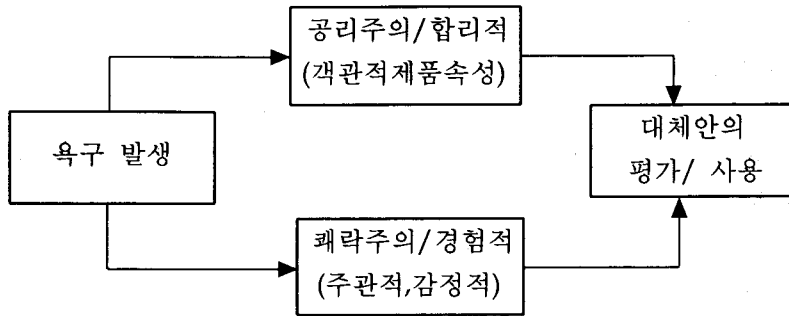 공리주의/합리적
(객관적제품속성)
욕구 발생
대체안의
평가/ 사용
쾌락주의/경험적
(주관적,감정적)